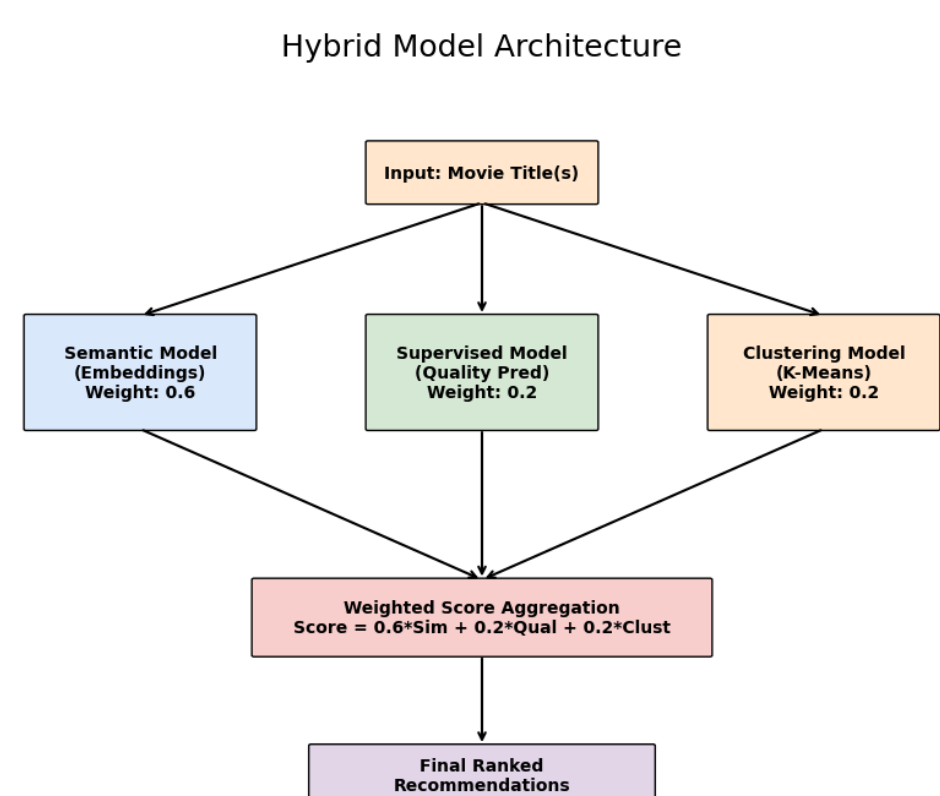 Hybrid Model Architecture
Input: Movie Title(s)
Semantic Model
(Embeddings)
Weight: 0.6
Supervised Model
(Quality Pred)
Weight: 0.2
Clustering Model
(K-Means)
Weight: 0.2
Weighted Score Aggregation
Score = 0.6*Sim + 0.2*Qual + 0.2*Clust
Final Ranked
Recommendations